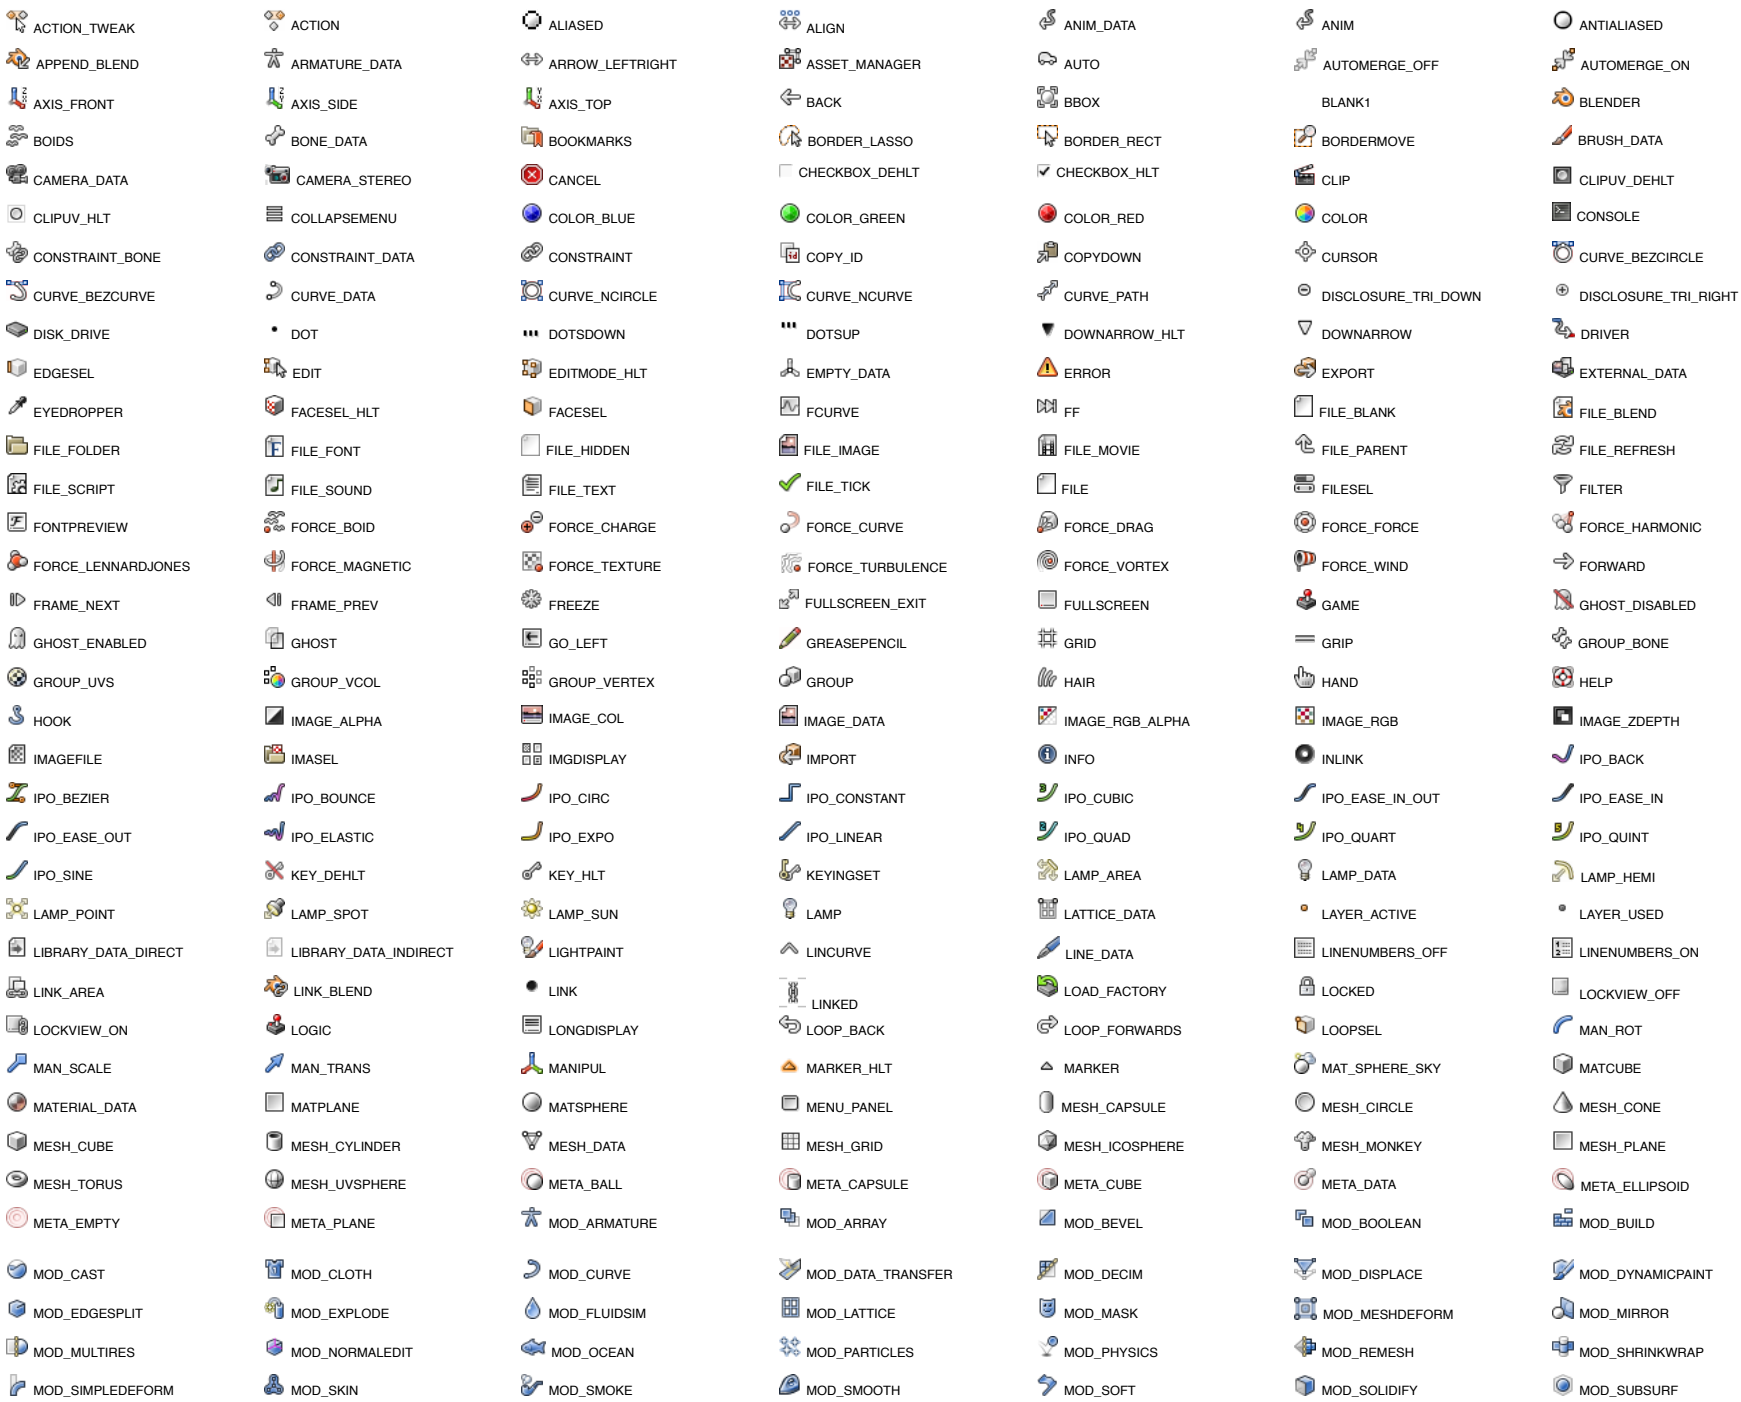 ACTION_TWEAK ACTION ALIASED ALIGN ANIM_DATA ANIM ANTIALIASED
APPEND_BLEND ARMATURE_DATA ARROW_LEFTRIGHT ASSET_MANAGER AUTO AUTOMERGE_OFF AUTOMERGE_ON
AXIS_FRONT AXIS_SIDE AXIS_TOP BACK BBOX BLANK1 BLENDER
BOIDS BONE_DATA BOOKMARKS BORDER_LASSO BORDER_RECT BORDERMOVE BRUSH_DATA
CAMERA_DATA CAMERA_STEREO CANCEL CHECKBOX_DEHLT CHECKBOX_HLT CLIP CLIPUV_DEHLT
CLIPUV_HLT COLLAPSEMENU COLOR_BLUE COLOR_GREEN COLOR_RED COLOR CONSOLE
CONSTRAINT_BONE CONSTRAINT_DATA CONSTRAINT COPY_ID COPYDOWN CURSOR CURVE_BEZCIRCLE
CURVE_BEZCURVE CURVE_DATA CURVE_NCIRCLE CURVE_NCURVE CURVE_PATH DISCLOSURE_TRI_DOWN DISCLOSURE_TRI_RIGHT
DISK_DRIVE DOT DOTSDOWN DOTSUP DOWNARROW_HLT DOWNARROW DRIVER
EDGESEL EDIT EDITMODE_HLT EMPTY_DATA ERROR EXPORT EXTERNAL_DATA
EYEDROPPER FACESEL_HLT FACESEL FCURVE FF FILE_BLANK FILE_BLEND
FILE_FOLDER FILE_FONT FILE_HIDDEN FILE_IMAGE FILE_MOVIE FILE_PARENT FILE_REFRESH
FILE_SCRIPT FILE_SOUND FILE_TEXT FILE_TICK FILE FILESEL FILTER
FONTPREVIEW FORCE_BOID FORCE_CHARGE FORCE_CURVE FORCE_DRAG FORCE_FORCE FORCE_HARMONIC
FORCE_LENNARDJONES FORCE_MAGNETIC FORCE_TEXTURE FORCE_TURBULENCE FORCE_VORTEX FORCE_WIND FORWARD
FRAME_NEXT FRAME_PREV FREEZE FULLSCREEN_EXIT FULLSCREEN GAME GHOST_DISABLED
GHOST_ENABLED GHOST GO_LEFT GREASEPENCIL GRID GRIP GROUP_BONE
GROUP_UVS GROUP_VCOL GROUP_VERTEX GROUP HAIR HAND HELP
HOOK IMAGE_ALPHA IMAGE_COL IMAGE_DATA IMAGE_RGB_ALPHA IMAGE_RGB IMAGE_ZDEPTH
IMAGEFILE IMASEL IMGDISPLAY IMPORT INFO INLINK IPO_BACK
IPO_BEZIER IPO_BOUNCE IPO_CIRC IPO_CONSTANT IPO_CUBIC IPO_EASE_IN_OUT IPO_EASE_IN
IPO_EASE_OUT IPO_ELASTIC IPO_EXPO IPO_LINEAR IPO_QUAD IPO_QUART IPO_QUINT
IPO_SINE KEY_DEHLT KEY_HLT KEYINGSET LAMP_AREA LAMP_DATA LAMP_HEMI
LAMP_POINT LAMP_SPOT LAMP_SUN LAMP LATTICE_DATA LAYER_ACTIVE LAYER_USED
LIBRARY_DATA_DIRECT LIBRARY_DATA_INDIRECT LIGHTPAINT LINCURVE LINE_DATA LINENUMBERS_OFF LINENUMBERS_ON
LINK_AREA LINK_BLEND LINK LINKED LOAD_FACTORY LOCKED LOCKVIEW_OFF
LOCKVIEW_ON LOGIC LONGDISPLAY LOOP_BACK LOOP_FORWARDS LOOPSEL MAN_ROT
MAN_SCALE MAN_TRANS MANIPUL MARKER_HLT MARKER MAT_SPHERE_SKY MATCUBE
MATERIAL_DATA MATPLANE MATSPHERE MENU_PANEL MESH_CAPSULE MESH_CIRCLE MESH_CONE
MESH_CUBE MESH_CYLINDER MESH_DATA MESH_GRID MESH_ICOSPHERE MESH_MONKEY MESH_PLANE
MESH_TORUS MESH_UVSPHERE META_BALL META_CAPSULE META_CUBE META_DATA META_ELLIPSOID
META_EMPTY META_PLANE MOD_ARMATURE MOD_ARRAY MOD_BEVEL MOD_BOOLEAN MOD_BUILD
MOD_CAST MOD_CLOTH MOD_CURVE MOD_DATA_TRANSFER MOD_DECIM MOD_DISPLACE MOD_DYNAMICPAINT
MOD_EDGESPLIT MOD_EXPLODE MOD_FLUIDSIM MOD_LATTICE MOD_MASK MOD_MESHDEFORM MOD_MIRROR
MOD_MULTIRES MOD_NORMALEDIT MOD_OCEAN MOD_PARTICLES MOD_PHYSICS MOD_REMESH MOD_SHRINKWRAP
MOD_SIMPLEDEFORM MOD_SKIN MOD_SMOKE MOD_SMOOTH MOD_SOFT MOD_SOLIDIFY MOD_SUBSURF